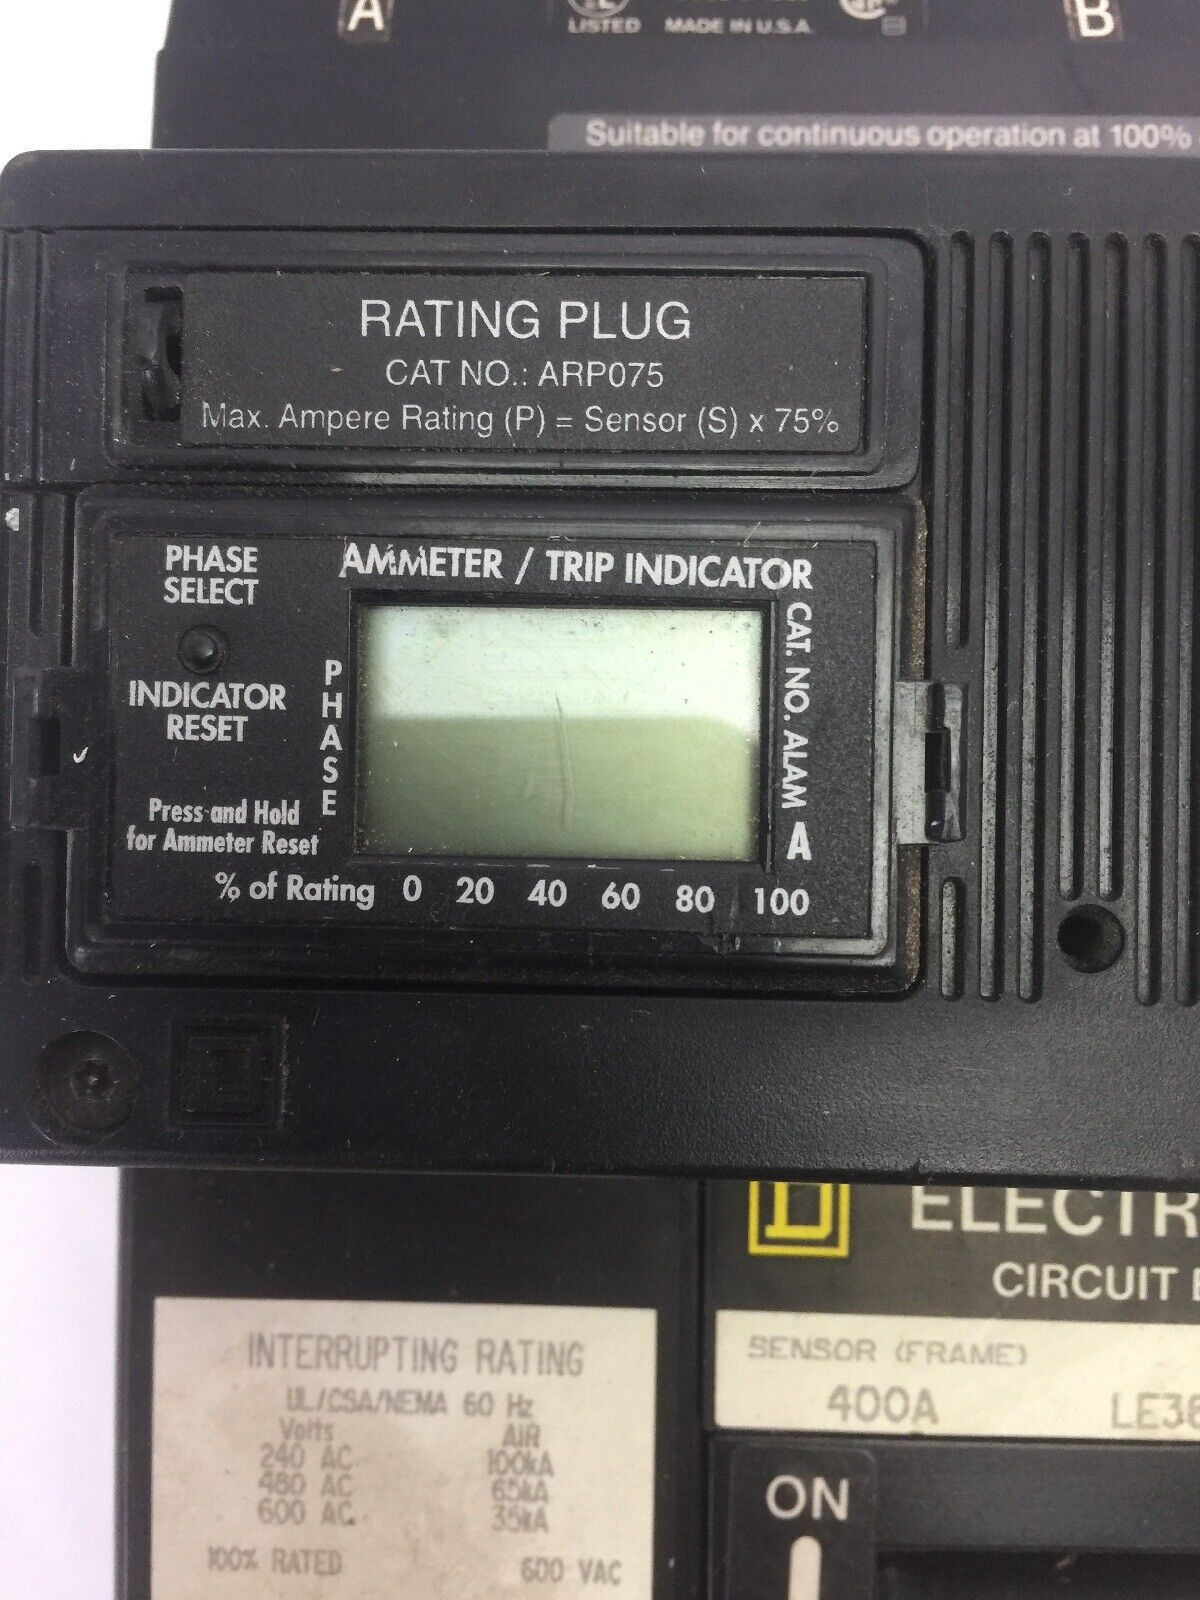 A
B
LISTED MADE IN U.S.A.
Suitable for continuous operation at 100%
RATING PLUG
CAT NO.: ARP075
Max. Ampere Rating (P) = Sensor (S) x 75%
PHASE
SELECT
AMMETER / TRIP INDICATOR
CAT. NO. ALAM
A
PHASE
INDICATOR
RESET
Press and Hold
for Ammeter Reset
% of Rating 0 20 40 60 80 100
ELECTR
CIRCUIT
INTERRUPTING RATING
UL/CSA/NEMA 60 Hz
Volts AIR
240 AC 100kA
480 AC 65kA
600 AC 35kA
100% RATED 600 VAC
SENSOR (FRAME)
400A LE36
ON